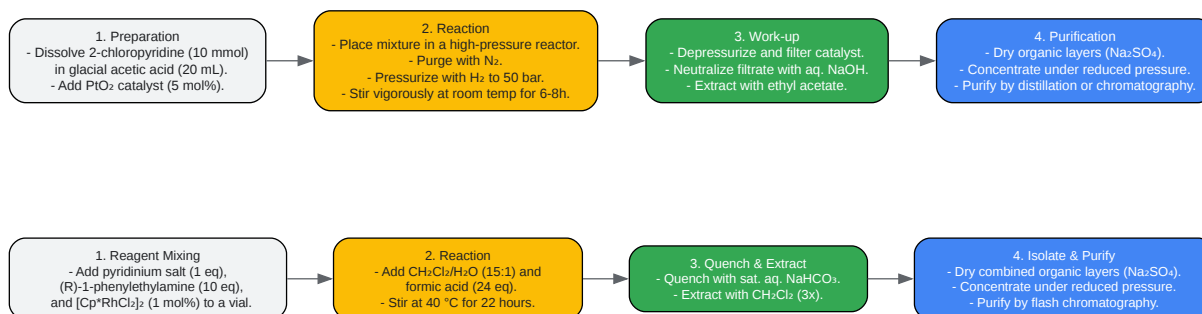 1. Preparation
- Dissolve 2-chloropyridine (10 mmol)
in glacial acetic acid (20 mL).
- Add PtO₂ catalyst (5 mol%).
2. Reaction
- Place mixture in a high-pressure reactor.
- Purge with N₂.
- Pressurize with H₂ to 50 bar.
- Stir vigorously at room temp for 6-8h.
3. Work-up
- Depressurize and filter catalyst.
- Neutralize filtrate with aq. NaOH.
- Extract with ethyl acetate.
4. Purification
- Dry organic layers (Na₂SO₄).
- Concentrate under reduced pressure.
- Purify by distillation or chromatography.
1. Reagent Mixing
- Add pyridinium salt (1 eq),
(R)-1-phenylethylamine (10 eq),
and [Cp*RhCl₂]₂ (1 mol%) to a vial.
2. Reaction
- Add CH₂Cl₂/H₂O (15:1) and
formic acid (24 eq).
- Stir at 40 °C for 22 hours.
3. Quench & Extract
- Quench with sat. aq. NaHCO₃.
- Extract with CH₂Cl₂ (3x).
4. Isolate & Purify
- Dry combined organic layers (Na₂SO₄).
- Concentrate under reduced pressure.
- Purify by flash chromatography.